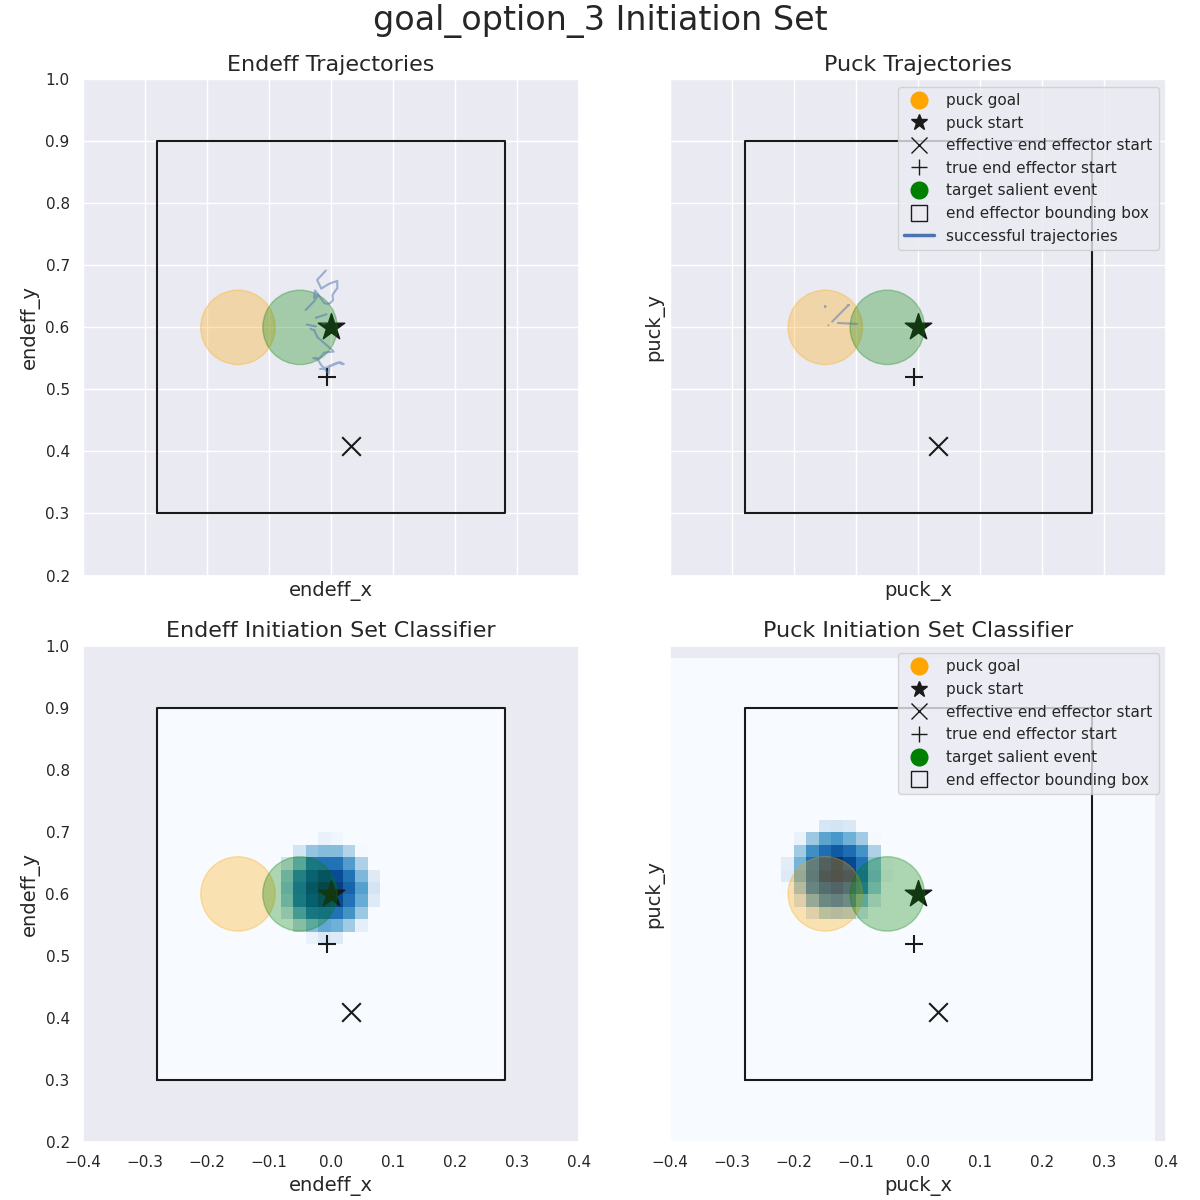 goal_option_3 Initiation Set
Endeff Trajectories
1.0
0.9
0.8
0.7
0.6
0.5
0.4
0.3
0.2
endeff_y
endeff_x
Puck Trajectories
puck goal
puck start
effective end effector start
true end effector start
target salient event
end effector bounding box
successful trajectories
puck_y
puck_x
Endeff Initiation Set Classifier
1.0
0.9
0.8
0.7
0.6
0.5
0.4
0.3
0.2
endeff_y
−0.4 −0.3 −0.2 −0.1 0.0 0.1 0.2 0.3 0.4
endeff_x
Puck Initiation Set Classifier
puck goal
puck start
effective end effector start
true end effector start
target salient event
end effector bounding box
puck_y
−0.4 −0.3 −0.2 −0.1 0.0 0.1 0.2 0.3 0.4
puck_x